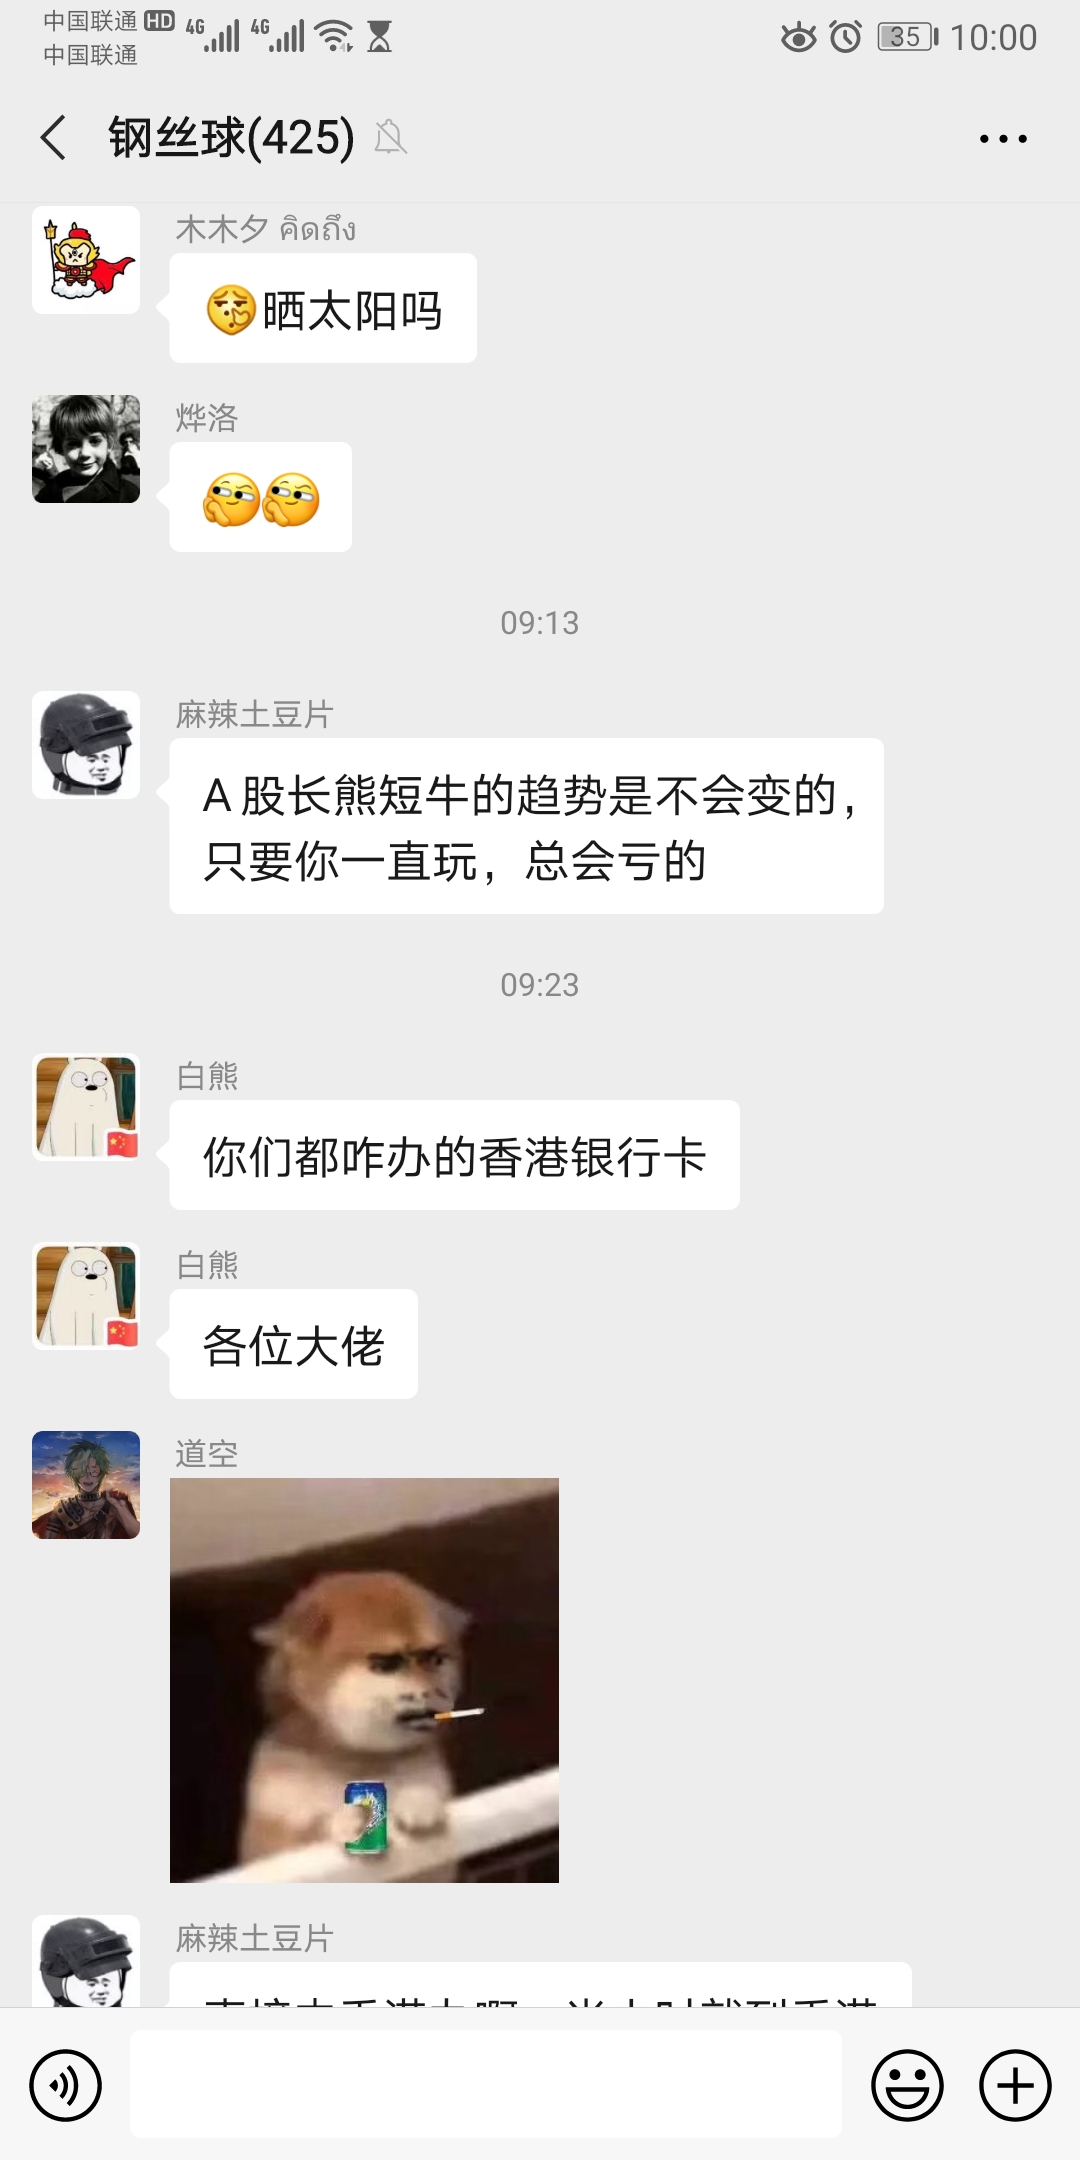 中国联通 HD 4G 4G 35 10:00
中国联通
钢丝球(425)
木木夕 คิดถึง
晒太阳吗
烨洛
09:13
麻辣土豆片
A股长熊短牛的趋势是不会变的，
只要你一直玩，总会亏的
09:23
白熊
你们都咋办的香港银行卡
白熊
各位大佬
道空
麻辣土豆片